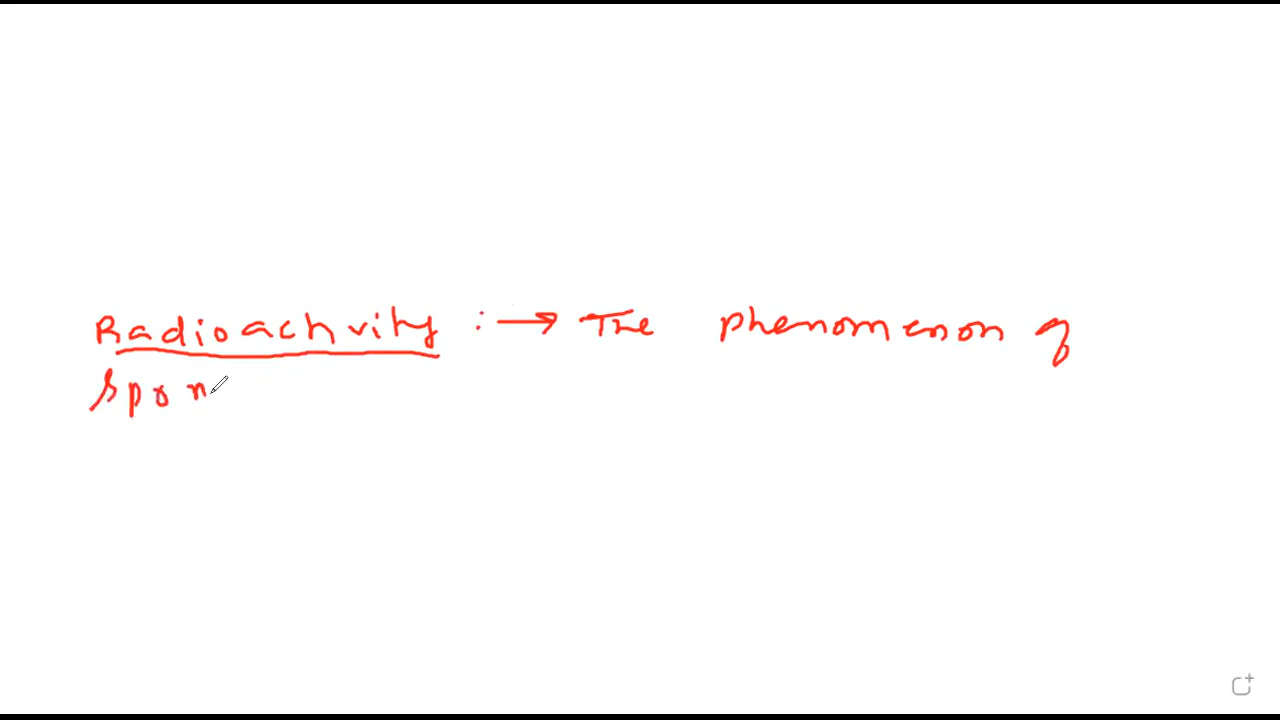 Radioactivity :→ The phenomenon of
spon